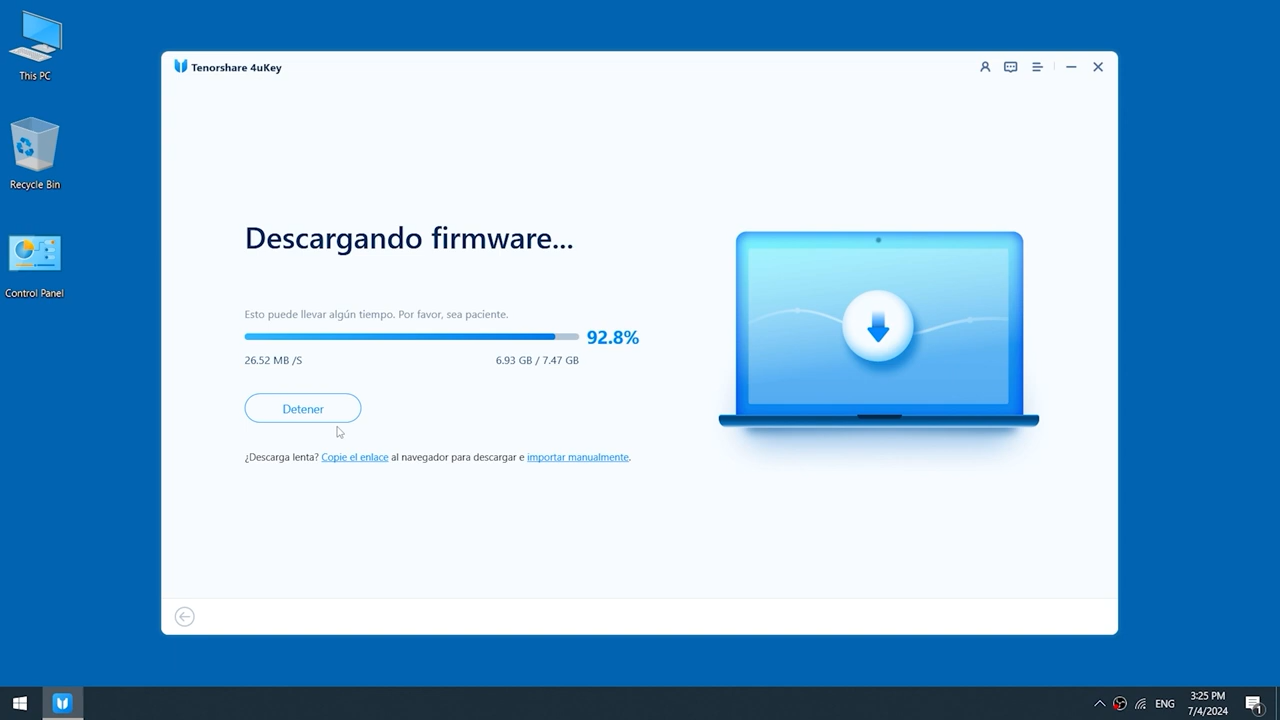 This PC
Recycle Bin
Control Panel
Tenorshare 4uKey
Descargando firmware...
Esto puede llevar algún tiempo. Por favor, sea paciente.
92.8%
26.52 MB /S 6.93 GB / 7.47 GB
Detener
¿Descarga lenta? Copie el enlace al navegador para descargar e importar manualmente.
ENG
3:25 PM
7/4/2024
1